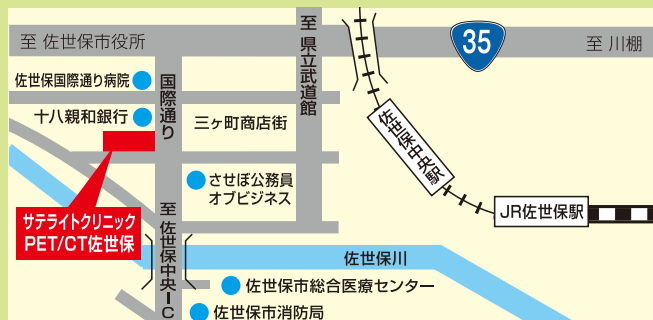 至 佐世保市役所
至 県立武道館
35
至 川棚
佐世保国際通り病院
国際通り
十八親和銀行
三ヶ町商店街
佐世保中央駅
させぼ公務員
オブビジネス
JR佐世保駅
サテライトクリニック
PET/CT佐世保
至 佐世保中央IC
佐世保川
佐世保市総合医療センター
佐世保市消防局